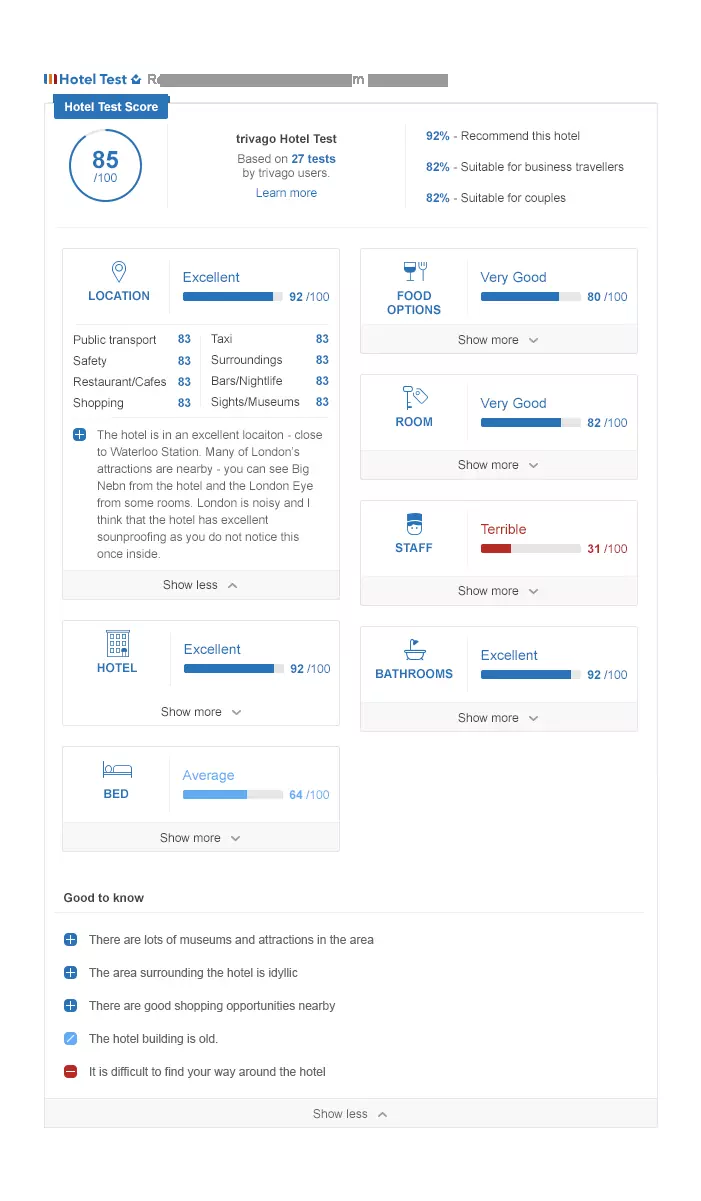 Hotel Test
Hotel Test Score
85
/100
trivago Hotel Test
Based on 27 tests
by trivago users.
Learn more
92% - Recommend this hotel
82% - Suitable for business travellers
82% - Suitable for couples
LOCATION
Excellent
92 /100
Public transport 83
Taxi 83
Safety 83
Surroundings 83
Restaurant/Cafes 83
Bars/Nightlife 83
Shopping 83
Sights/Museums 83
The hotel is in an excellent locaiton - close
to Waterloo Station. Many of London's
attractions are nearby - you can see Big
Nebn from the hotel and the London Eye
from some rooms. London is noisy and I
think that the hotel has excellent
sounproofing as you do not notice this
once inside.
Show less
HOTEL
Excellent
92 /100
Show more
BED
Average
64 /100
Show more
FOOD
OPTIONS
Very Good
80 /100
Show more
ROOM
Very Good
82 /100
Show more
STAFF
Terrible
31 /100
Show more
BATHROOMS
Excellent
92 /100
Show more
Good to know
There are lots of museums and attractions in the area
The area surrounding the hotel is idyllic
There are good shopping opportunities nearby
The hotel building is old.
It is difficult to find your way around the hotel
Show less